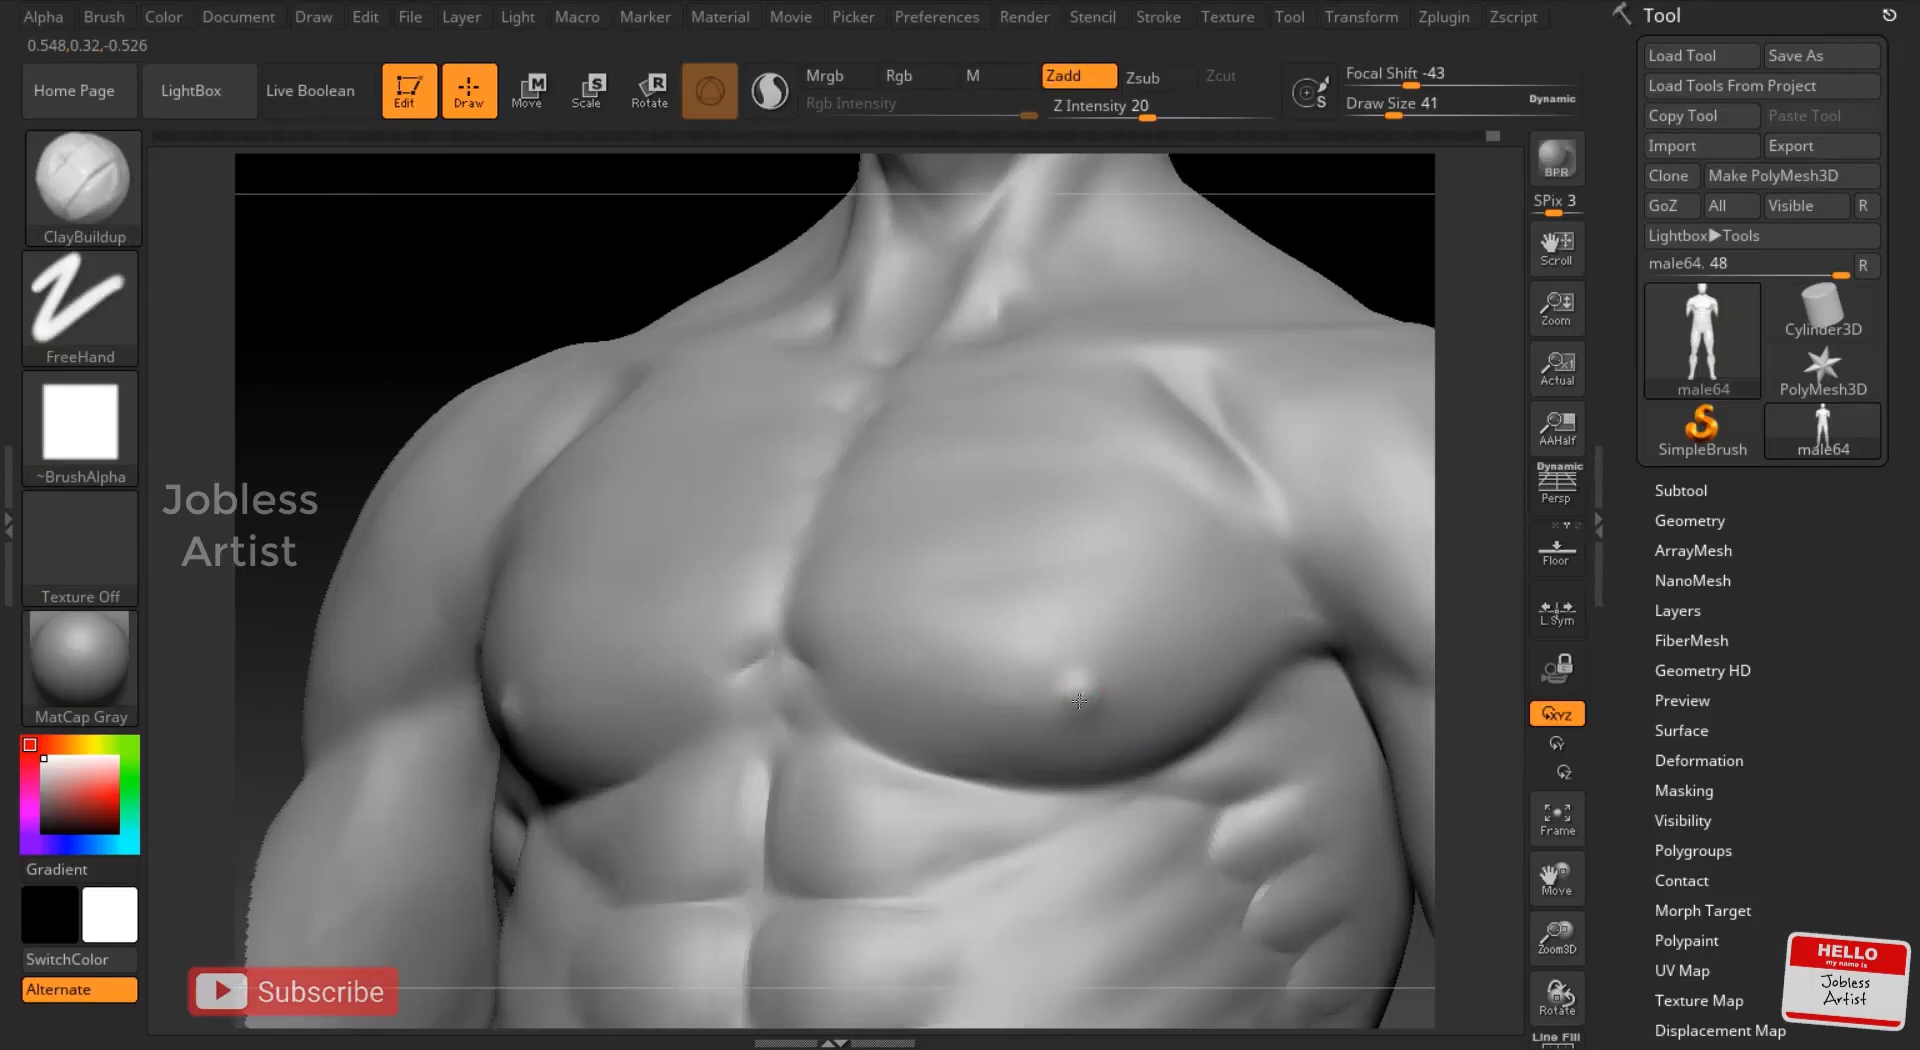 Alpha Brush Color Document Draw Edit File Layer Light Macro Marker Material Movie Picker Preferences Render Stencil Stroke Texture Tool Transform Zplugin Zscript
Tool
0.548,0.32,-0.526
Home Page
LightBox
Live Boolean
Edit
Draw
Move
Scale
Rotate
Mrgb Rgb M
Rgb Intensity
Zadd Zsub Zcut
Z Intensity 20
S
Focal Shift -43
Draw Size 41
Dynamic
ClayBuildup
FreeHand
~BrushAlpha
Texture Off
MatCap Gray
Gradient
SwitchColor
Alternate
Jobless
Artist
Subscribe
BPR
SPix 3
Scroll
Zoom
Actual
AAHalf
Dynamic
Persp
Floor
L.Sym
XYZ
Y
Z
Frame
Move
Zoom3D
Rotate
Line Fill
Load Tool Save As
Load Tools From Project
Copy Tool Paste Tool
Import Export
Clone Make PolyMesh3D
GoZ All Visible R
Lightbox▶Tools
male64. 48 R
male64
Cylinder3D
PolyMesh3D
SimpleBrush
male64
Subtool
Geometry
ArrayMesh
NanoMesh
Layers
FiberMesh
Geometry HD
Preview
Surface
Deformation
Masking
Visibility
Polygroups
Contact
Morph Target
Polypaint
UV Map
Texture Map
Displacement Map
HELLO
my name is
Jobless
Artist